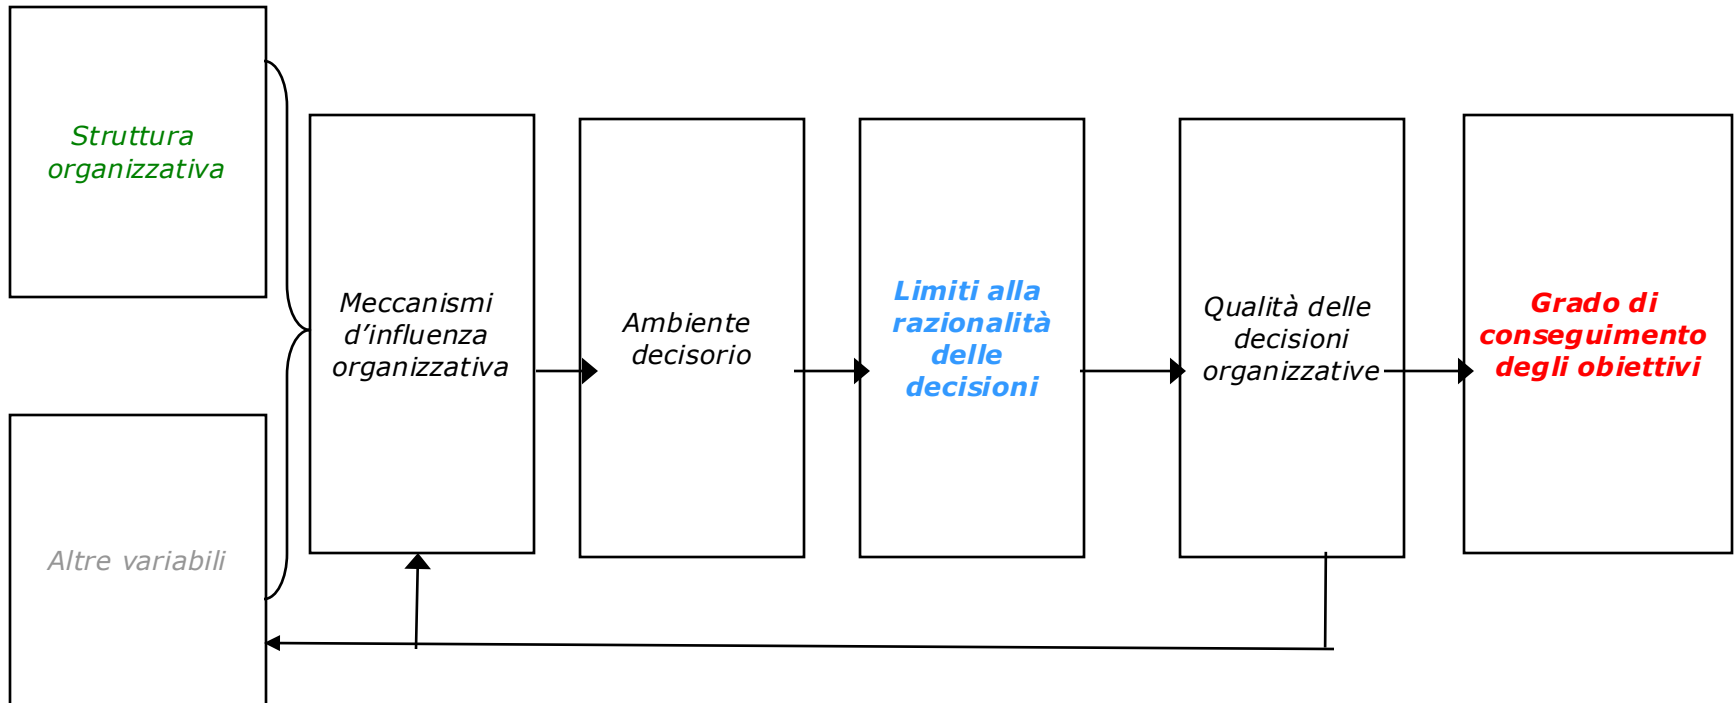 Struttura
organizzativa
Altre variabili
Meccanismi
d’influenza
organizzativa
Ambiente
decisorio
Limiti alla
razionalità
delle
decisioni
Qualità delle
decisioni
organizzative
Grado di
conseguimento
degli obiettivi